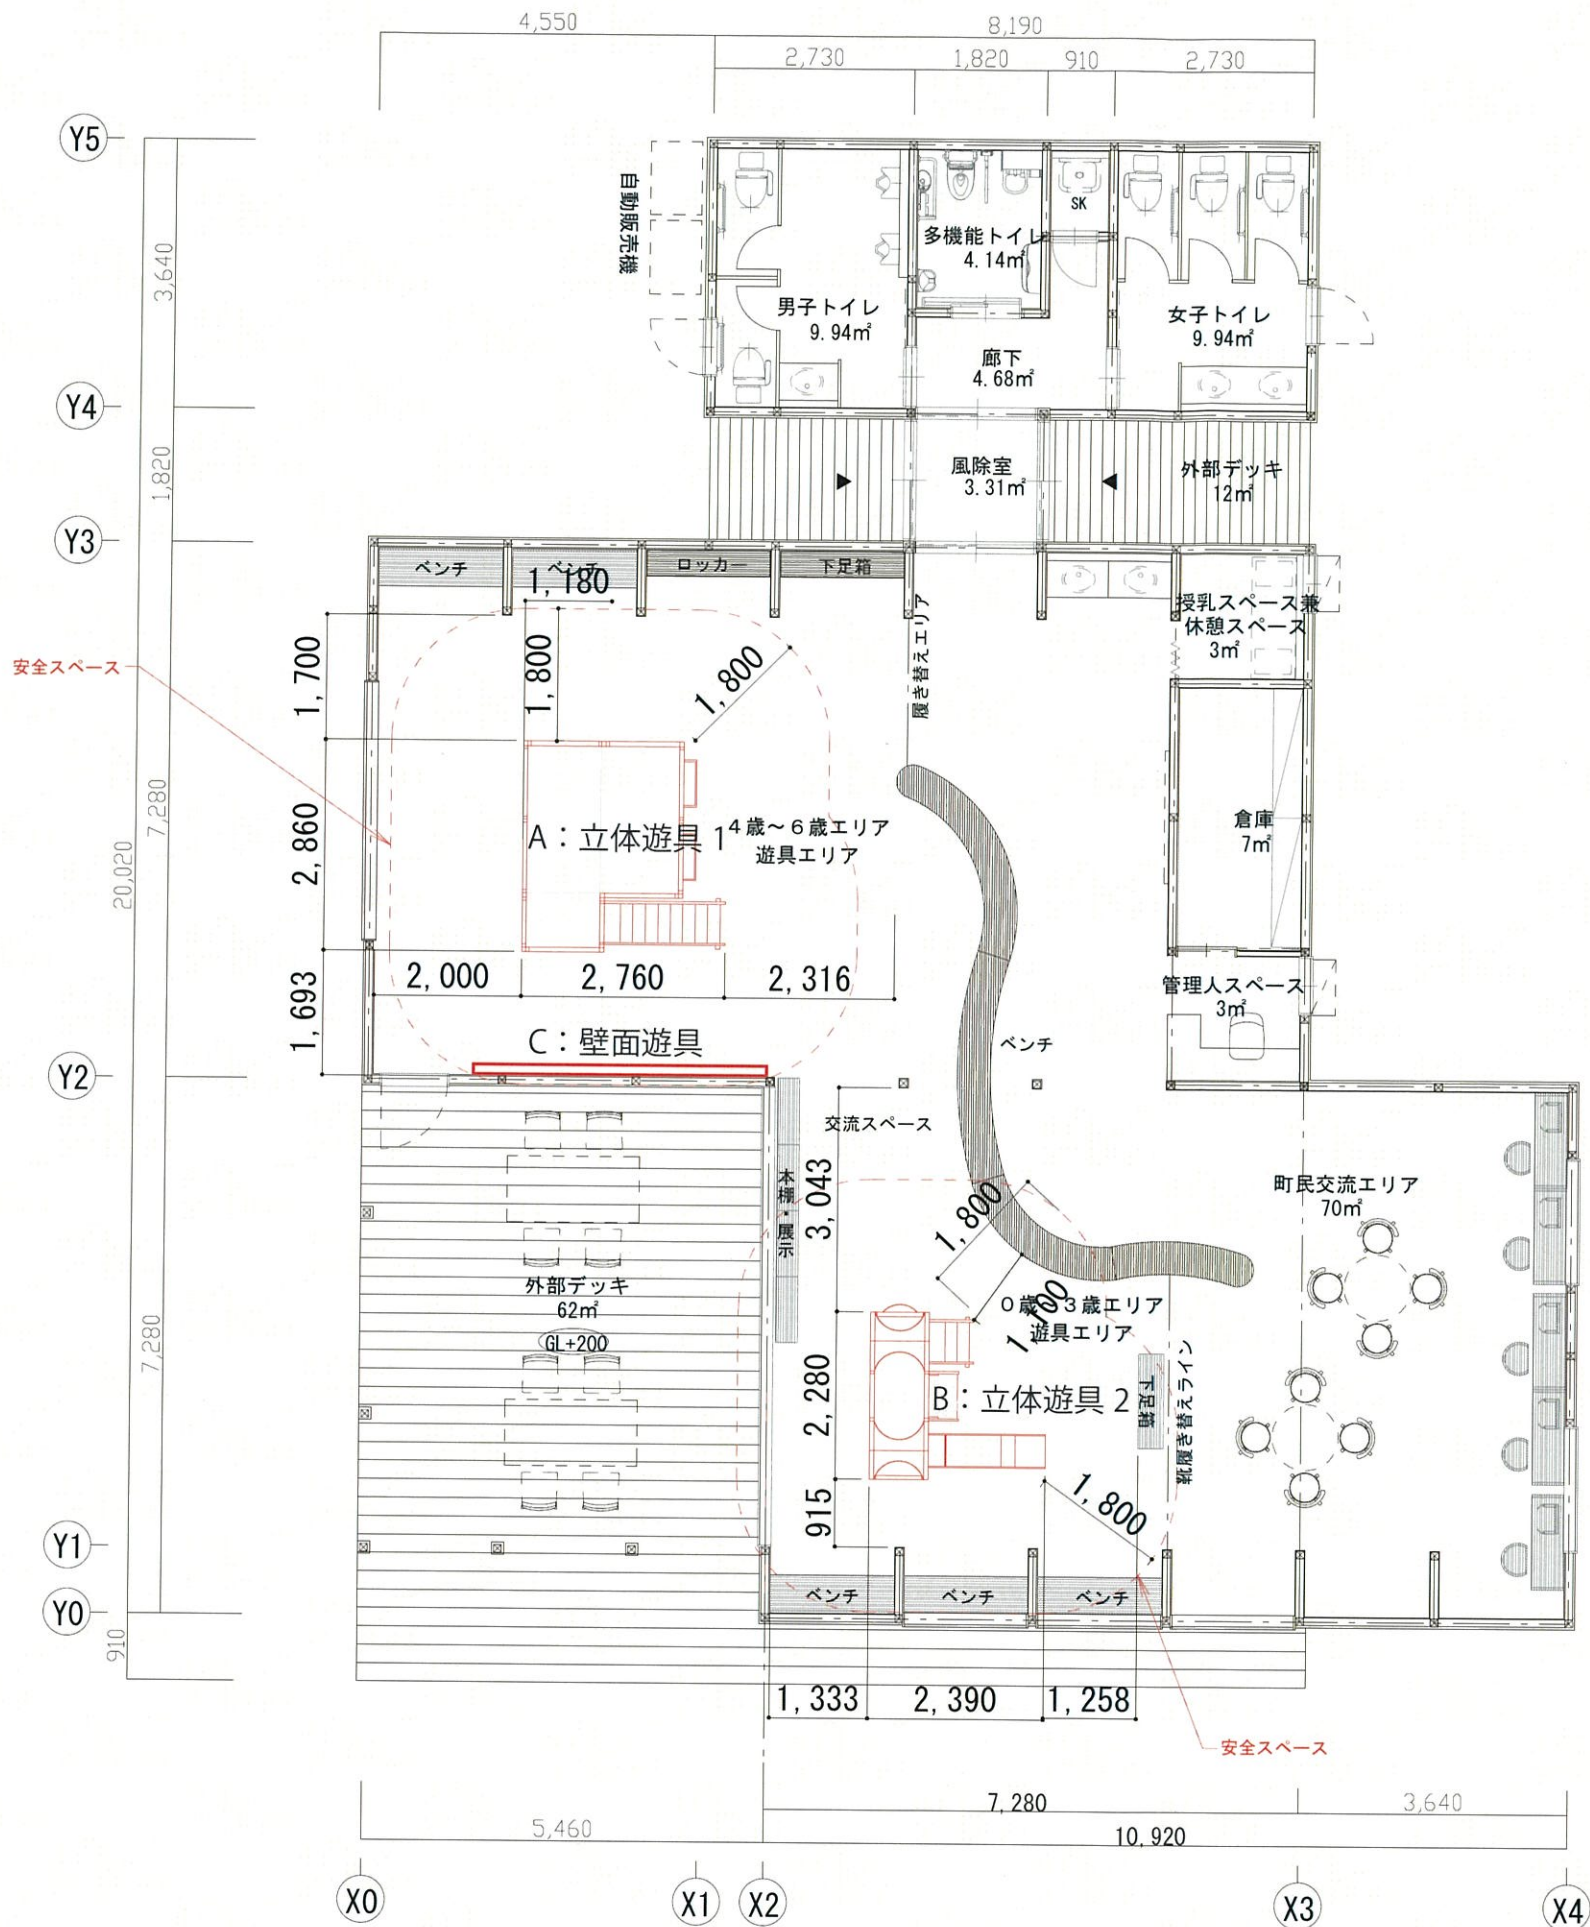 4,550
8,190
2,730
1,820
910
2,730
Y5
自動販売機
SK
多機能トイレ
4.14㎡
3,640
男子トイレ
9.94㎡
女子トイレ
9.94㎡
廊下
4.68㎡
Y4
1,820
風除室
3.31㎡
外部デッキ
12㎡
Y3
ベンチ
ベンチ
ロッカー
下足箱
1,180
履き替えエリア
授乳スペース兼
休憩スペース
3㎡
安全スペース
1,700
1,800
1,800
7,280
20,020
2,860
A：立体遊具 1
4歳～6歳エリア
遊具エリア
倉庫
7㎡
2,000
2,760
2,316
1,693
管理人スペース
3㎡
C：壁面遊具
ベンチ
Y2
交流スペース
本棚・展示
3,043
1,800
町民交流エリア
70㎡
外部デッキ
62㎡
GL+200
1,100
0歳～3歳エリア
遊具エリア
7,280
2,280
B：立体遊具 2
下足箱
靴履き替えライン
915
1,800
Y1
ベンチ
ベンチ
ベンチ
Y0
910
1,333
2,390
1,258
安全スペース
7,280
3,640
5,460
10,920
X0
X1
X2
X3
X4